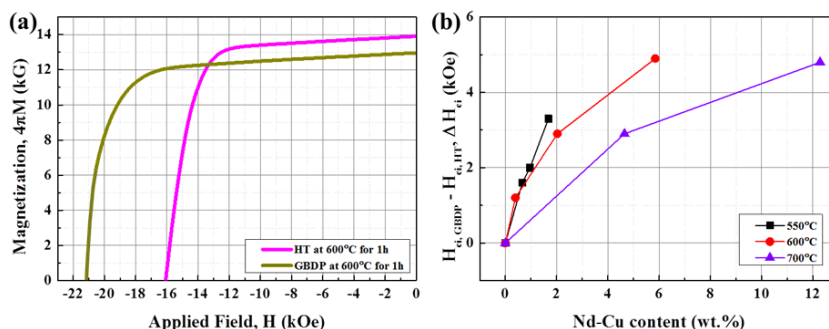 (a)
14
12
10
8
6
4
2
0
Magnetization, 4πM (kG)
HT at 600°C for 1h
GBDP at 600°C for 1h
-22 -20 -18 -16 -14 -12 -10 -8 -6 -4 -2 0
Applied Field, H (kOe)
(b)
6
4
2
0
H ci, GBDP - H ci, HT, Δ H ci (kOe)
550°C
600°C
700°C
0 2 4 6 8 10 12
Nd-Cu content (wt.%)